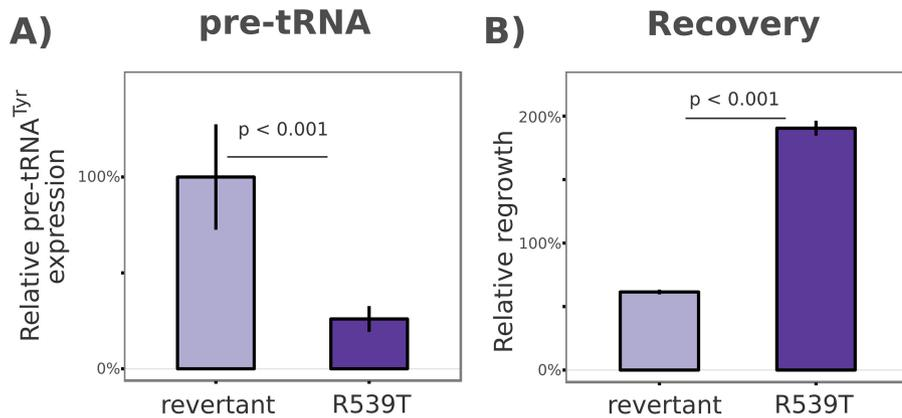 A)
pre-tRNA
Relative pre-tRNA^Tyr
expression
100%
0%
p < 0.001
revertant
R539T
B)
Recovery
Relative regrowth
200%
100%
0%
p < 0.001
revertant
R539T